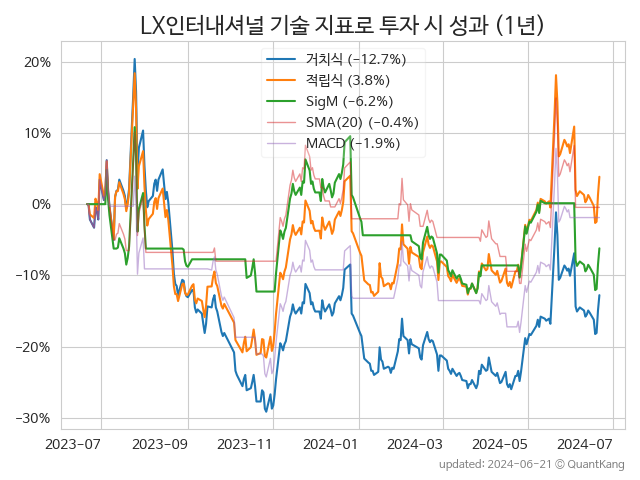 LX인터내셔널 기술 지표로 투자 시 성과 (1년)
거치식 (−12.7%)
적립식 (3.8%)
SigM (−6.2%)
SMA(20) (−0.4%)
MACD (−1.9%)
20%
10%
0%
−10%
−20%
−30%
2023-07 2023-09 2023-11 2024-01 2024-03 2024-05 2024-07
updated: 2024-06-21 © QuantKang